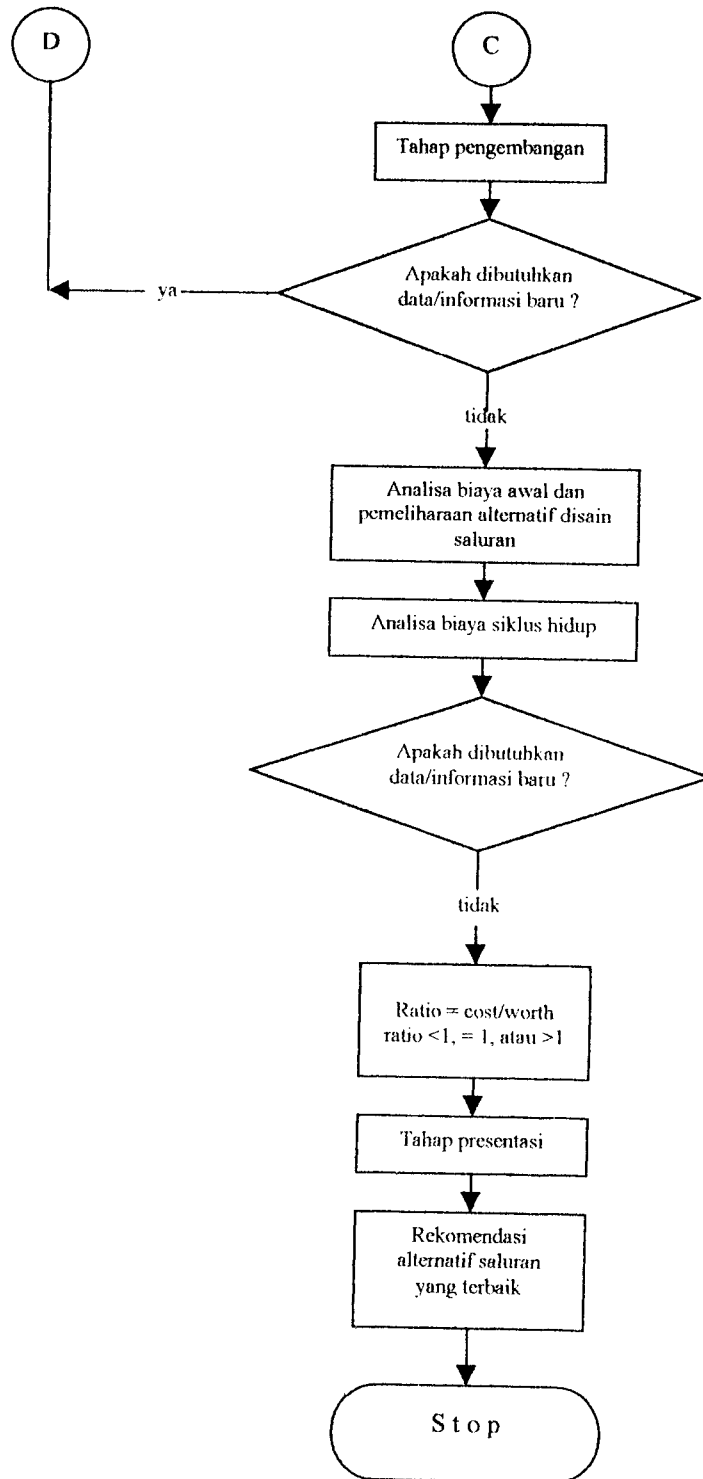 D
C
Tahap pengembangan
Apakah dibutuhkan
data/informasi baru ?
ya
tidak
Analisa biaya awal dan
pemeliharaan alternatif disain
saluran
Analisa biaya siklus hidup
Apakah dibutuhkan
data/informasi baru ?
tidak
Ratio = cost/worth
ratio <1, = 1, atau >1
Tahap presentasi
Rekomendasi
alternatif saluran
yang terbaik
Stop